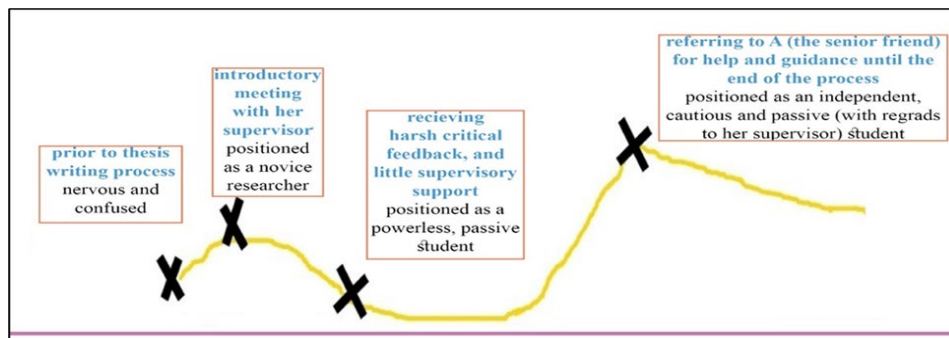 prior to thesis
writing process
nervous and
confused
introductory
meeting
with her
supervisor
positioned
as a novice
researcher
recieving
harsh critical
feedback, and
little supervisory
support
positioned as a
powerless, passive
student
referring to A (the senior friend)
for help and guidance until the
end of the process
positioned as an independent,
cautious and passive (with regrads
to her supervisor) student